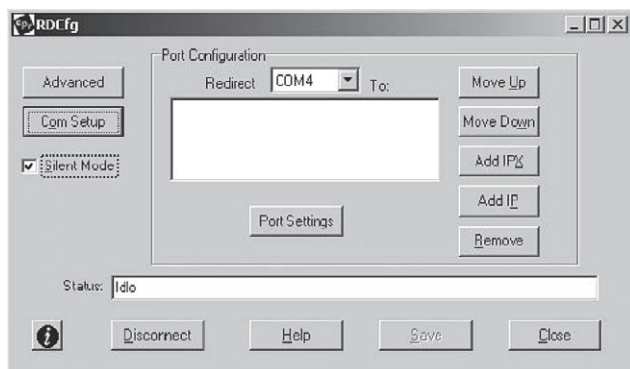 cpr RDCfg
Port Configuration
Advanced
Redirect COM4 To:
Move Up
Com Setup
Move Down
Silent Mode
Add IPX
Add IP
Port Settings
Remove
Status: Idle
Disconnect Help Save Close